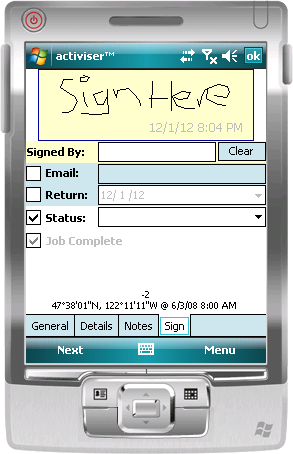 activiser™ ok
Sign Here
12/1/12 8:04 PM
Signed By: Clear
Email:
Return: 12/ 1 /12
Status:
Job Complete
-2
47°38'01"N, 122°11'11"W @ 6/3/08 8:00 AM
General Details Notes Sign
Next Menu